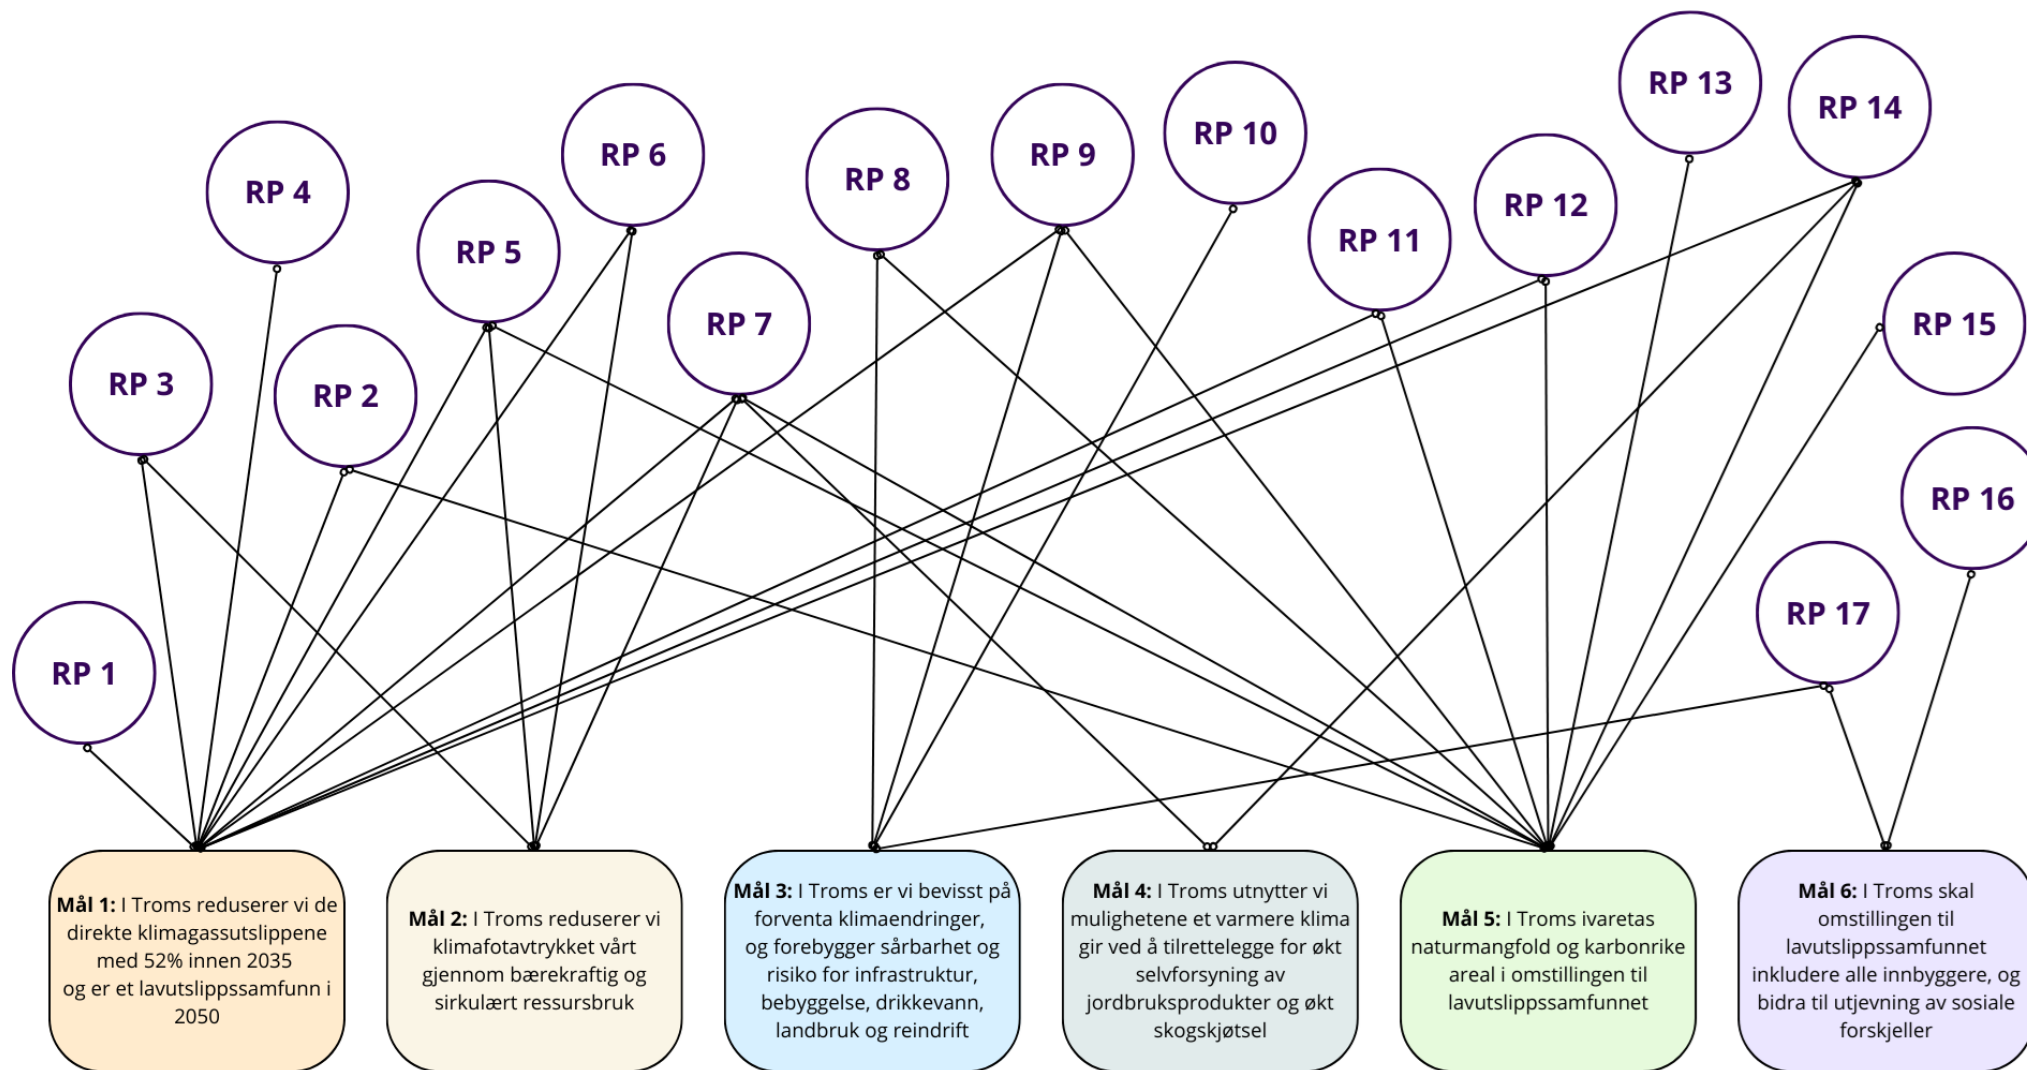 RP 1
RP 3
RP 4
RP 2
RP 5
RP 6
RP 7
RP 8
RP 9
RP 10
RP 11
RP 12
RP 13
RP 14
RP 15
RP 16
RP 17
Mål 1: I Troms reduserer vi de
direkte klimagassutslippene
med 52% innen 2035
og er et lavutslippssamfunn i
2050
Mål 2: I Troms reduserer vi
klimafotavtrykket vårt
gjennom bærekraftig og
sirkulært ressursbruk
Mål 3: I Troms er vi bevisst på
forventa klimaendringer,
og forebygger sårbarhet og
risiko for infrastruktur,
bebyggelse, drikkevann,
landbruk og reindrift
Mål 4: I Troms utnytter vi
mulighetene et varmere klima
gir ved å tilrettelegge for økt
selvforsyning av
jordbruksprodukter og økt
skogskjøtsel
Mål 5: I Troms ivaretas
naturmangfold og karbonrike
areal i omstillingen til
lavutslippssamfunnet
Mål 6: I Troms skal
omstillingen til
lavutslippssamfunnet
inkludere alle innbyggere, og
bidra til utjevning av sosiale
forskjeller